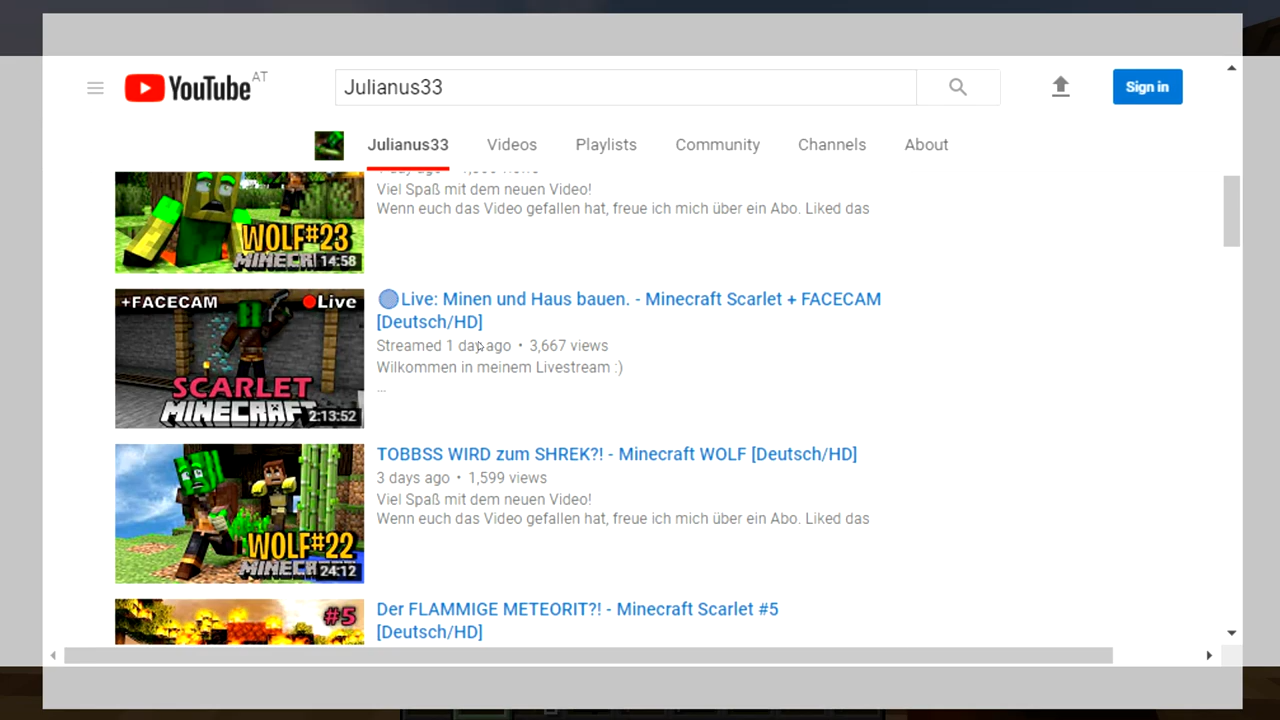 YouTube AT
Julianus33
Sign in
Julianus33 Videos Playlists Community Channels About
Viel Spaß mit dem neuen Video!
Wenn euch das Video gefallen hat, freue ich mich über ein Abo. Liked das
WOLF#23
14:58
+FACECAM
Live
SCARLET
MINECRAFT
2:13:52
Live: Minen und Haus bauen. - Minecraft Scarlet + FACECAM
[Deutsch/HD]
Streamed 1 day ago • 3,667 views
Wilkommen in meinem Livestream :)
...
WOLF#22
24:12
TOBBSS WIRD zum SHREK?! - Minecraft WOLF [Deutsch/HD]
3 days ago • 1,599 views
Viel Spaß mit dem neuen Video!
Wenn euch das Video gefallen hat, freue ich mich über ein Abo. Liked das
#5
Der FLAMMIGE METEORIT?! - Minecraft Scarlet #5
[Deutsch/HD]